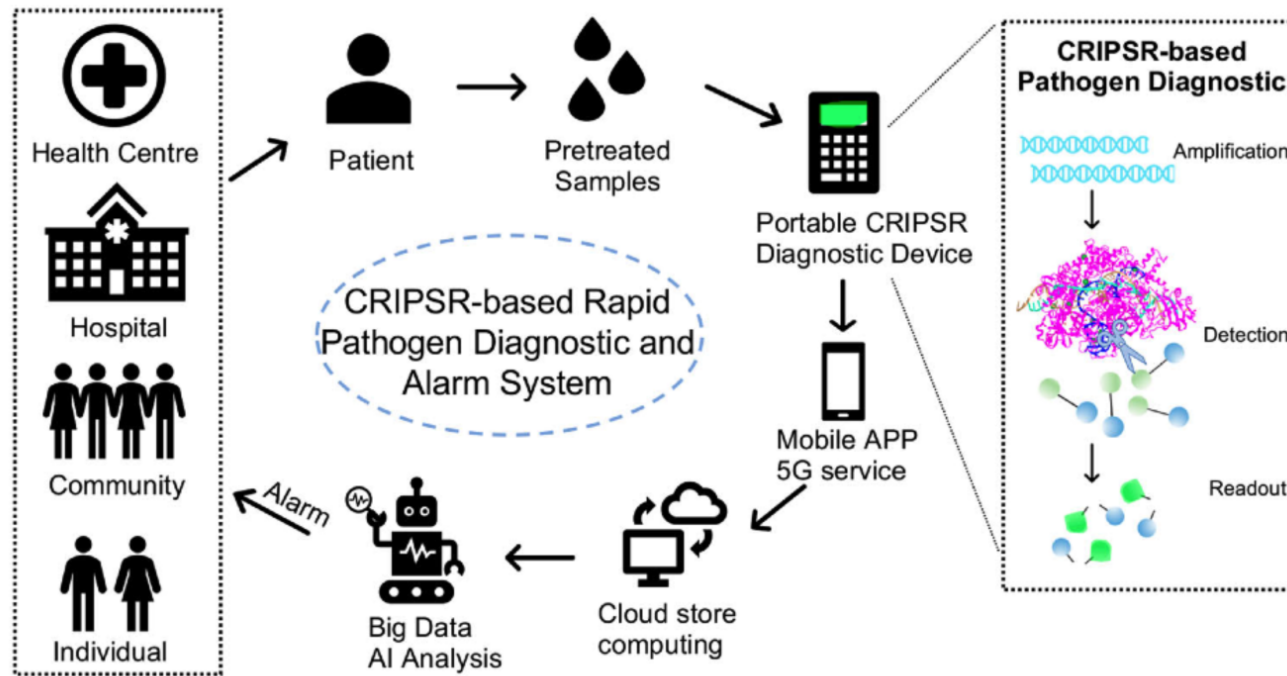 Health Centre
Hospital
Community
Individual
Patient
Pretreated
Samples
Portable CRIPSR
Diagnostic Device
CRIPSR-based Rapid
Pathogen Diagnostic and
Alarm System
Mobile APP
5G service
Cloud store
computing
Big Data
AI Analysis
Alarm
CRIPSR-based
Pathogen Diagnostic
Amplification
Detection
Readout